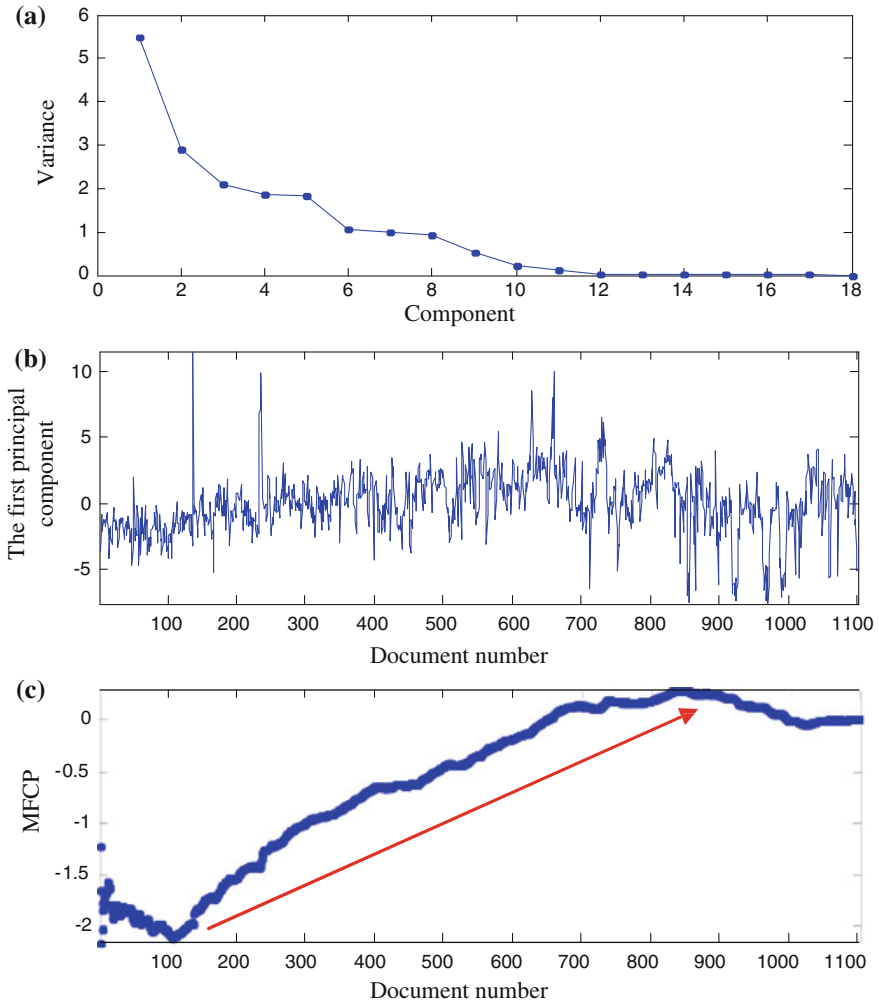 (a)
6
5
4
3
2
1
0
Variance
0 2 4 6 8 10 12 14 16 18
Component
(b)
10
5
0
-5
The first principal
component
100 200 300 400 500 600 700 800 900 1000 1100
Document number
(c)
0
-0.5
-1
-1.5
-2
MFCP
100 200 300 400 500 600 700 800 900 1000 1100
Document number